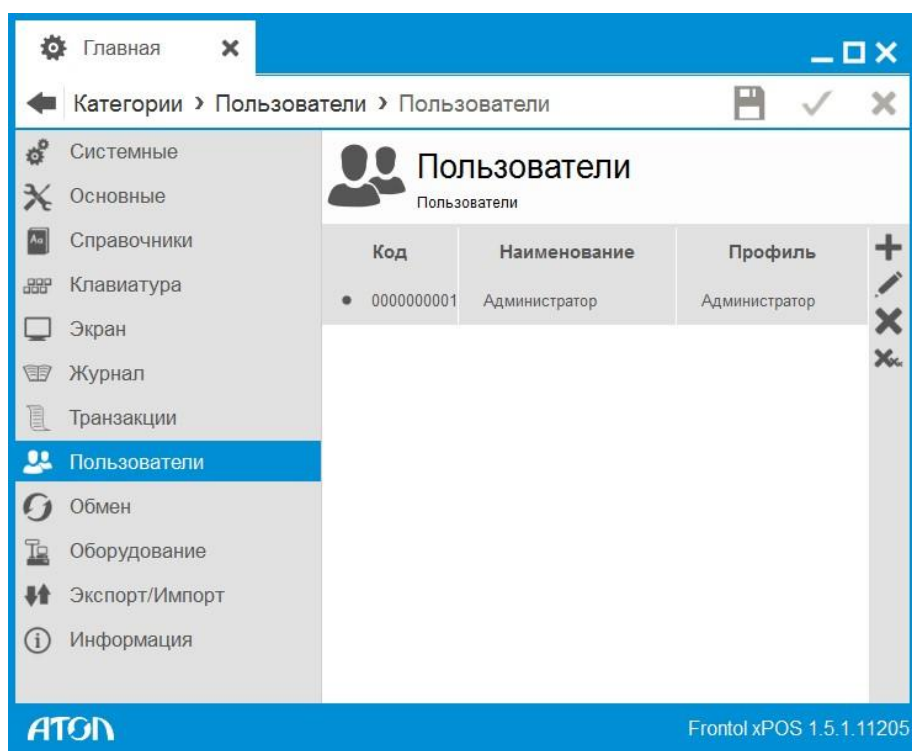 Главная
Категории > Пользователи > Пользователи
Системные
Основные
Справочники
Клавиатура
Экран
Журнал
Транзакции
Пользователи
Обмен
Оборудование
Экспорт/Импорт
Информация
Пользователи
Пользователи
Код Наименование Профиль
0000000001 Администратор Администратор
ATOL
Frontol xPOS 1.5.1.11205